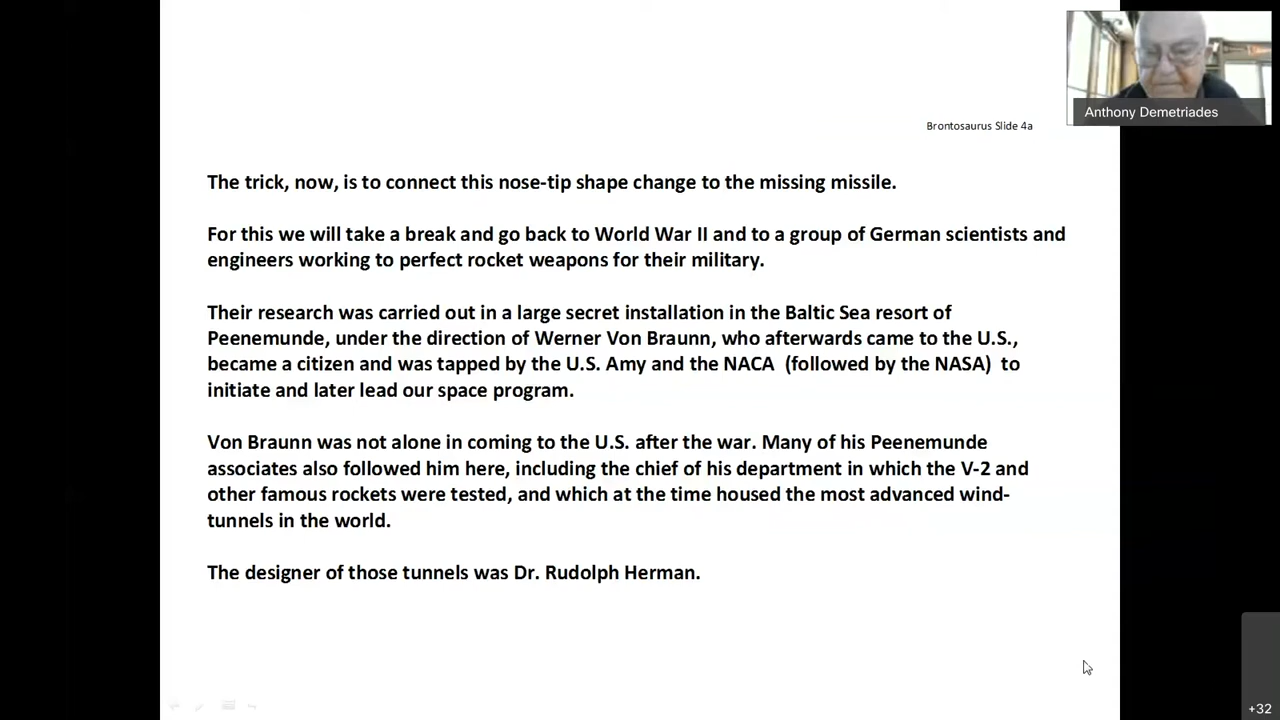 Anthony Demetriades
Brontosaurus Slide 4a
The trick, now, is to connect this nose-tip shape change to the missing missile.
For this we will take a break and go back to World War II and to a group of German scientists and
engineers working to perfect rocket weapons for their military.
Their research was carried out in a large secret installation in the Baltic Sea resort of
Peenemunde, under the direction of Werner Von Braunn, who afterwards came to the U.S.,
became a citizen and was tapped by the U.S. Amy and the NACA  (followed by the NASA)  to
initiate and later lead our space program.
Von Braunn was not alone in coming to the U.S. after the war. Many of his Peenemunde
associates also followed him here, including the chief of his department in which the V-2 and
other famous rockets were tested, and which at the time housed the most advanced wind-
tunnels in the world.
The designer of those tunnels was Dr. Rudolph Herman.
+32